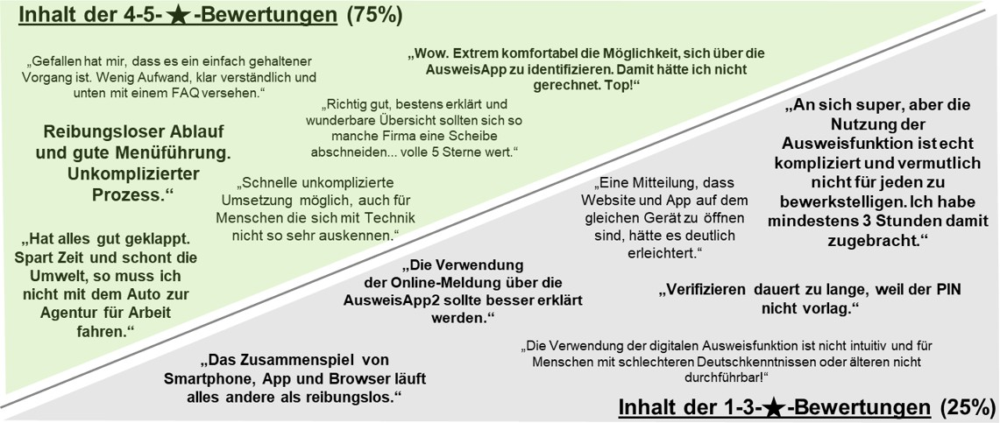 Inhalt der 4-5-★-Bewertungen (75%)
„Gefallen hat mir, dass es ein einfach gehaltener
Vorgang ist. Wenig Aufwand, klar verständlich und
unten mit einem FAQ versehen.“
„Wow. Extrem komfortabel die Möglichkeit, sich über die
AusweisApp zu identifizieren. Damit hätte ich nicht
gerechnet. Top!“
„Richtig gut, bestens erklärt und
wunderbare Übersicht sollten sich so
manche Firma eine Scheibe
abschneiden... volle 5 Sterne wert.“
Reibungsloser Ablauf
und gute Menüführung.
Unkomplizierter
Prozess.“
„Schnelle unkomplizierte
Umsetzung möglich, auch für
Menschen die sich mit Technik
nicht so sehr auskennen.“
„Hat alles gut geklappt.
Spart Zeit und schont die
Umwelt, so muss ich
nicht mit dem Auto zur
Agentur für Arbeit
fahren.“
„An sich super, aber die
Nutzung der
Ausweisfunktion ist echt
kompliziert und vermutlich
nicht für jeden zu
bewerkstelligen. Ich habe
mindestens 3 Stunden damit
zugebracht.“
„Eine Mitteilung, dass
Website und App auf dem
gleichen Gerät zu öffnen
sind, hätte es deutlich
erleichtert.“
„Die Verwendung
der Online-Meldung über die
AusweisApp2 sollte besser erklärt
werden.“
„Verifizieren dauert zu lange, weil der PIN
nicht vorlag.“
„Die Verwendung der digitalen Ausweisfunktion ist nicht intuitiv und für
Menschen mit schlechteren Deutschkenntnissen oder älteren nicht
durchführbar!“
„Das Zusammenspiel von
Smartphone, App und Browser läuft
alles andere als reibungslos.“
Inhalt der 1-3-★-Bewertungen (25%)